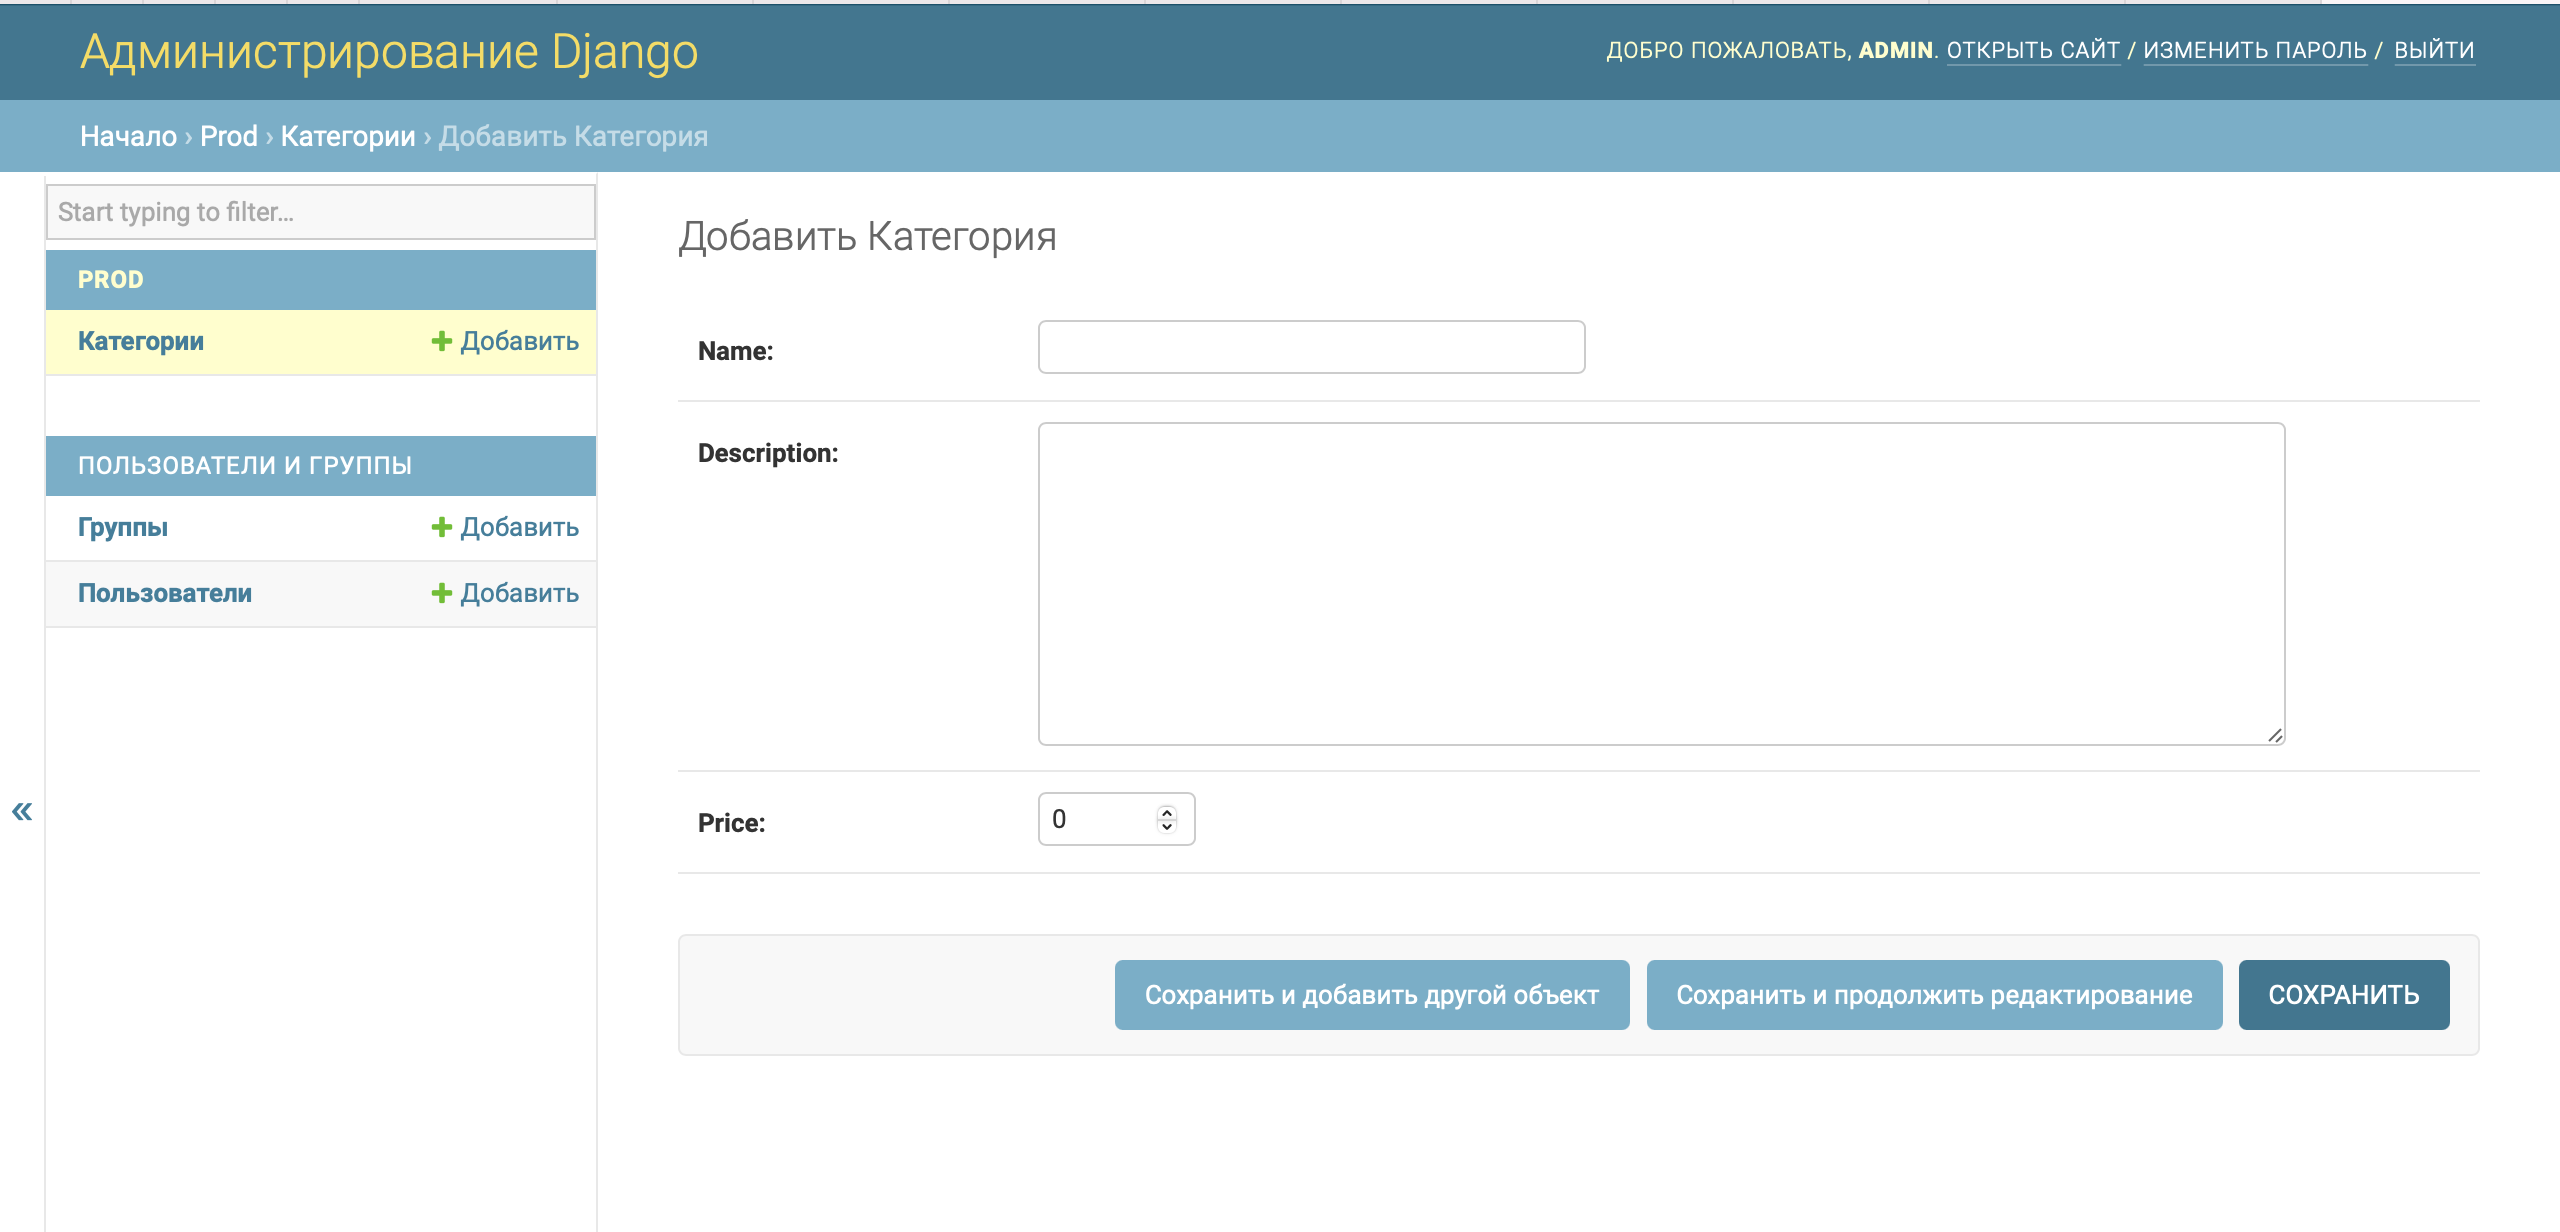 Администрирование Django
ДОБРО ПОЖАЛОВАТЬ, ADMIN. ОТКРЫТЬ САЙТ / ИЗМЕНИТЬ ПАРОЛЬ / ВЫЙТИ
Начало › Prod › Категории › Добавить Категория
Start typing to filter...
PROD
Категории Добавить
ПОЛЬЗОВАТЕЛИ И ГРУППЫ
Группы Добавить
Пользователи Добавить
«
Добавить Категория
Name:
Description:
Price: 0
Сохранить и добавить другой объект Сохранить и продолжить редактирование СОХРАНИТЬ